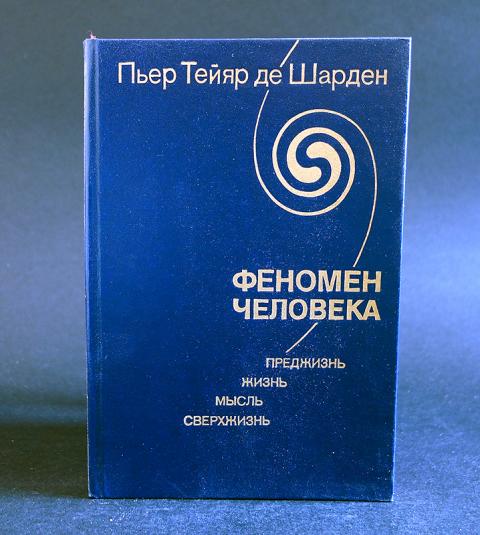 Пьер Тейяр де Шарден
ФЕНОМЕН
ЧЕЛОВЕКА
ПРЕДЖИЗНЬ
ЖИЗНЬ
МЫСЛЬ
СВЕРХЖИЗНЬ